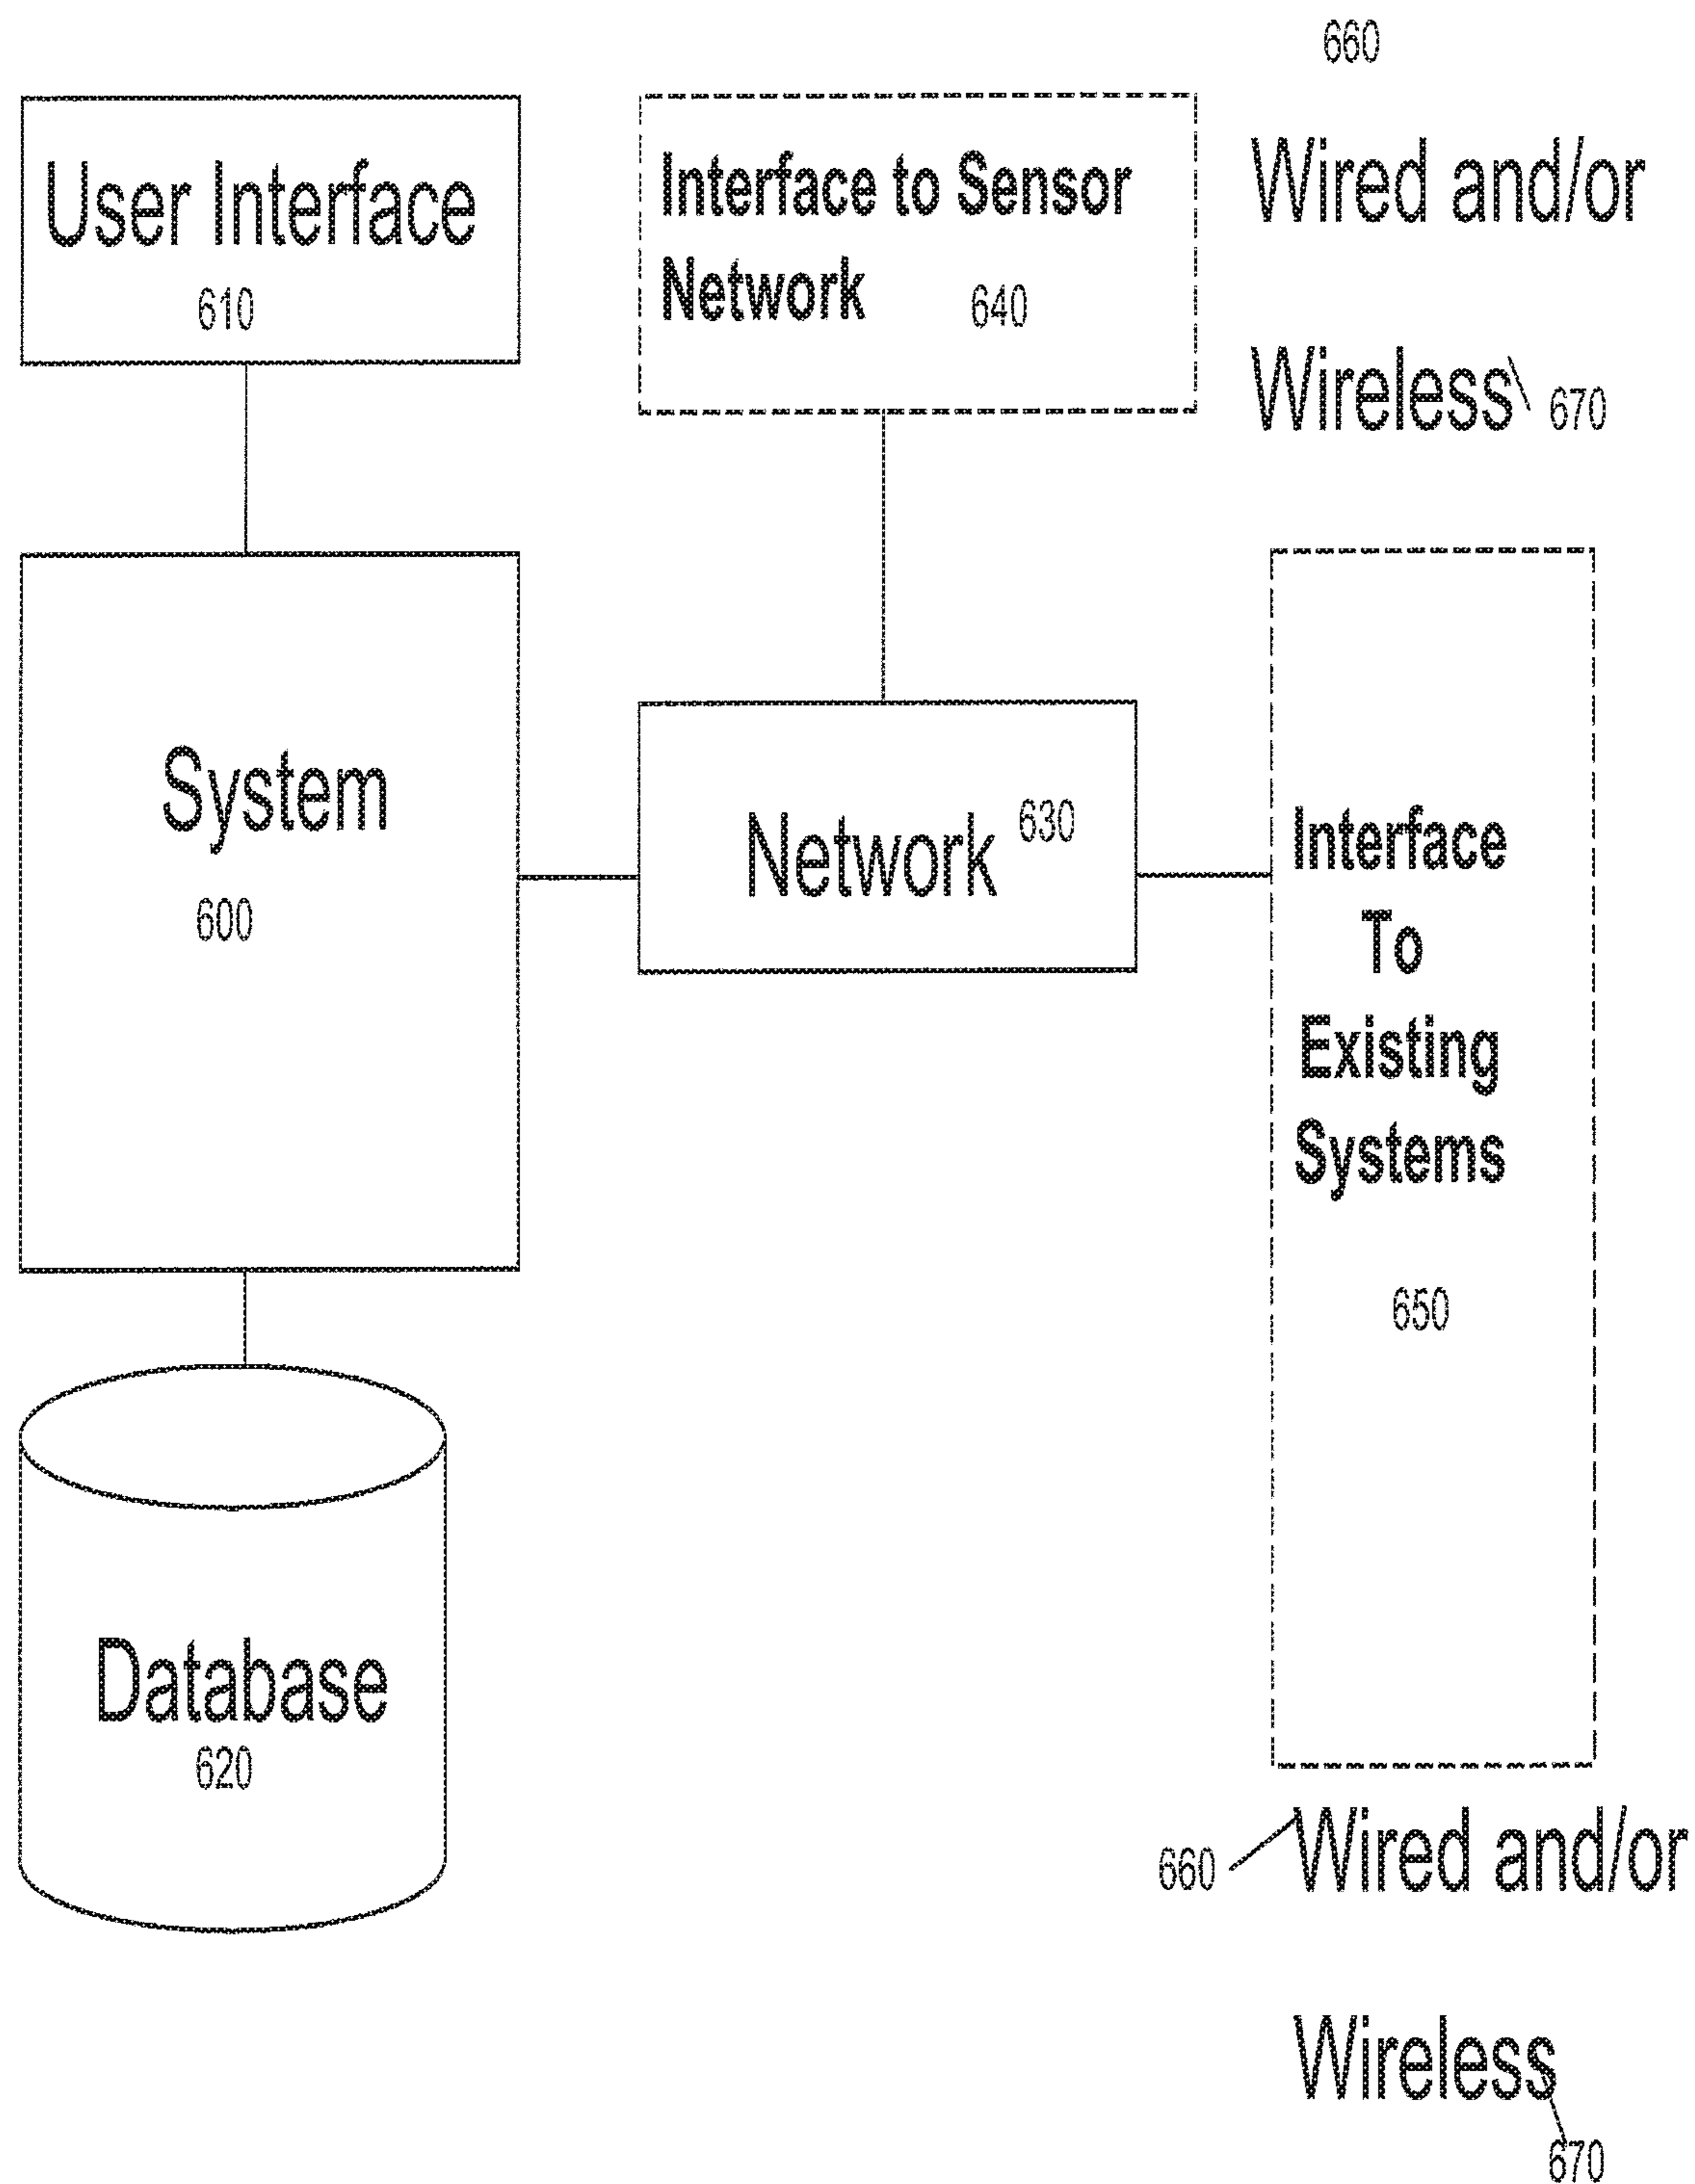 660
User Interface
610
Interface to Sensor
Network 640
Wired and/or
Wireless 670
System
600
Network 630
Interface
To
Existing
Systems
650
Database
620
660 Wired and/or
Wireless
670